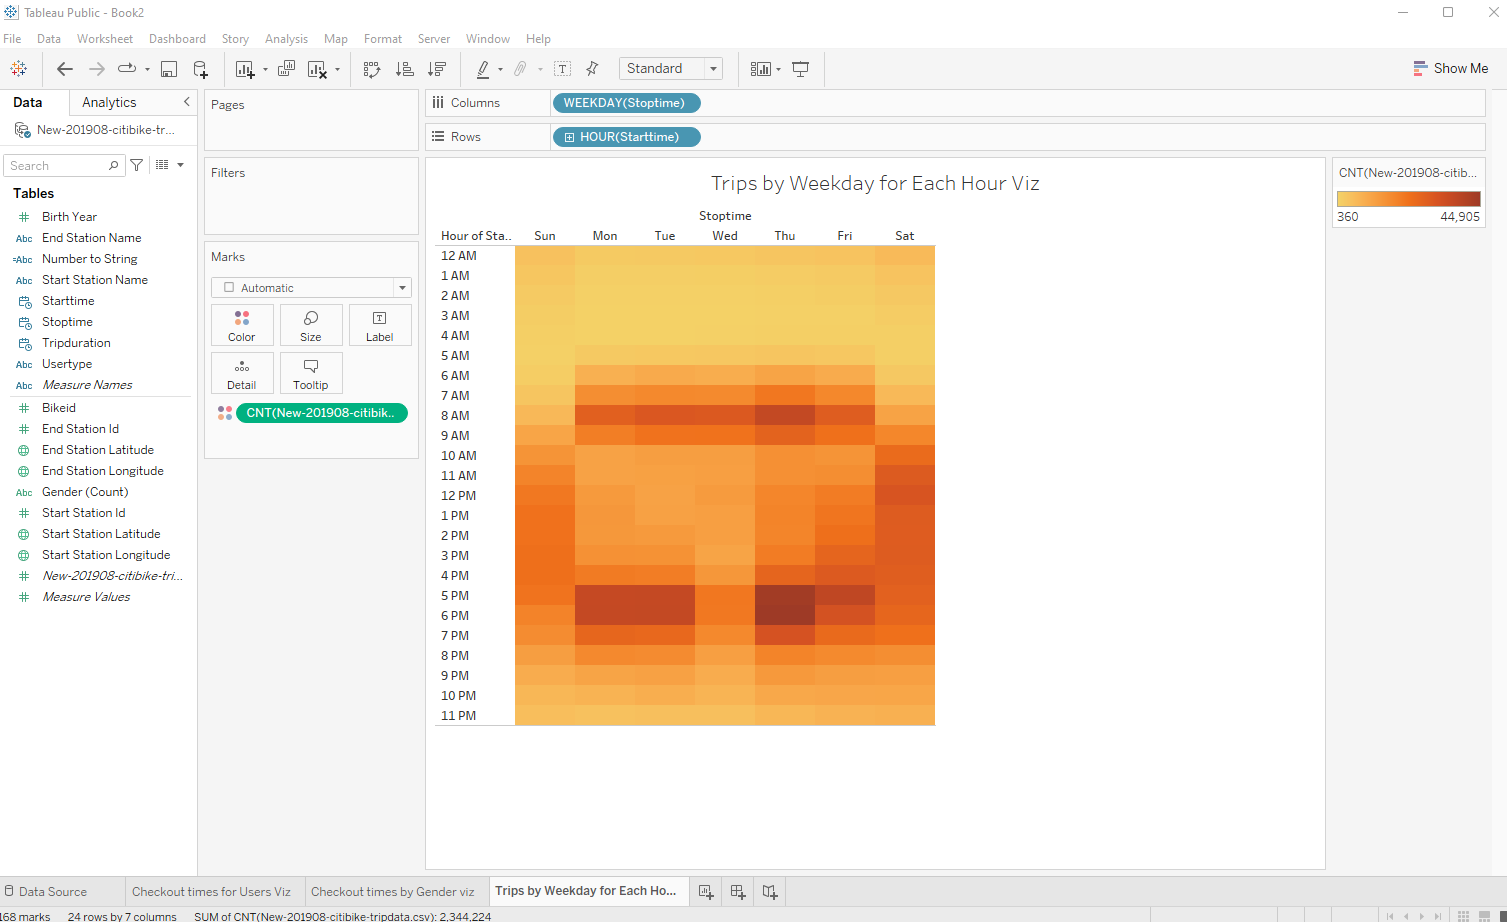 Tableau Public - Book2
File Data Worksheet Dashboard Story Analysis Map Format Server Window Help
Standard
Show Me
Data Analytics
New-201908-citibike-tr...
Search
Tables
Birth Year
Abc End Station Name
=Abc Number to String
Abc Start Station Name
Starttime
Stoptime
Tripduration
Abc Usertype
Abc Measure Names
Bikeid
End Station Id
End Station Latitude
End Station Longitude
Abc Gender (Count)
Start Station Id
Start Station Latitude
Start Station Longitude
New-201908-citibike-tri...
Measure Values
Pages
Filters
Marks
Automatic
Color Size Label
Detail Tooltip
CNT(New-201908-citibik..
Columns WEEKDAY(Stoptime)
Rows HOUR(Starttime)
Trips by Weekday for Each Hour Viz
Stoptime
Hour of Sta.. Sun Mon Tue Wed Thu Fri Sat
12 AM
1 AM
2 AM
3 AM
4 AM
5 AM
6 AM
7 AM
8 AM
9 AM
10 AM
11 AM
12 PM
1 PM
2 PM
3 PM
4 PM
5 PM
6 PM
7 PM
8 PM
9 PM
10 PM
11 PM
CNT(New-201908-citib...
360 44,905
Data Source Checkout times for Users Viz Checkout times by Gender viz Trips by Weekday for Each Ho...
168 marks 24 rows by 7 columns SUM of CNT(New-201908-citibike-tripdata.csv): 2,344,224